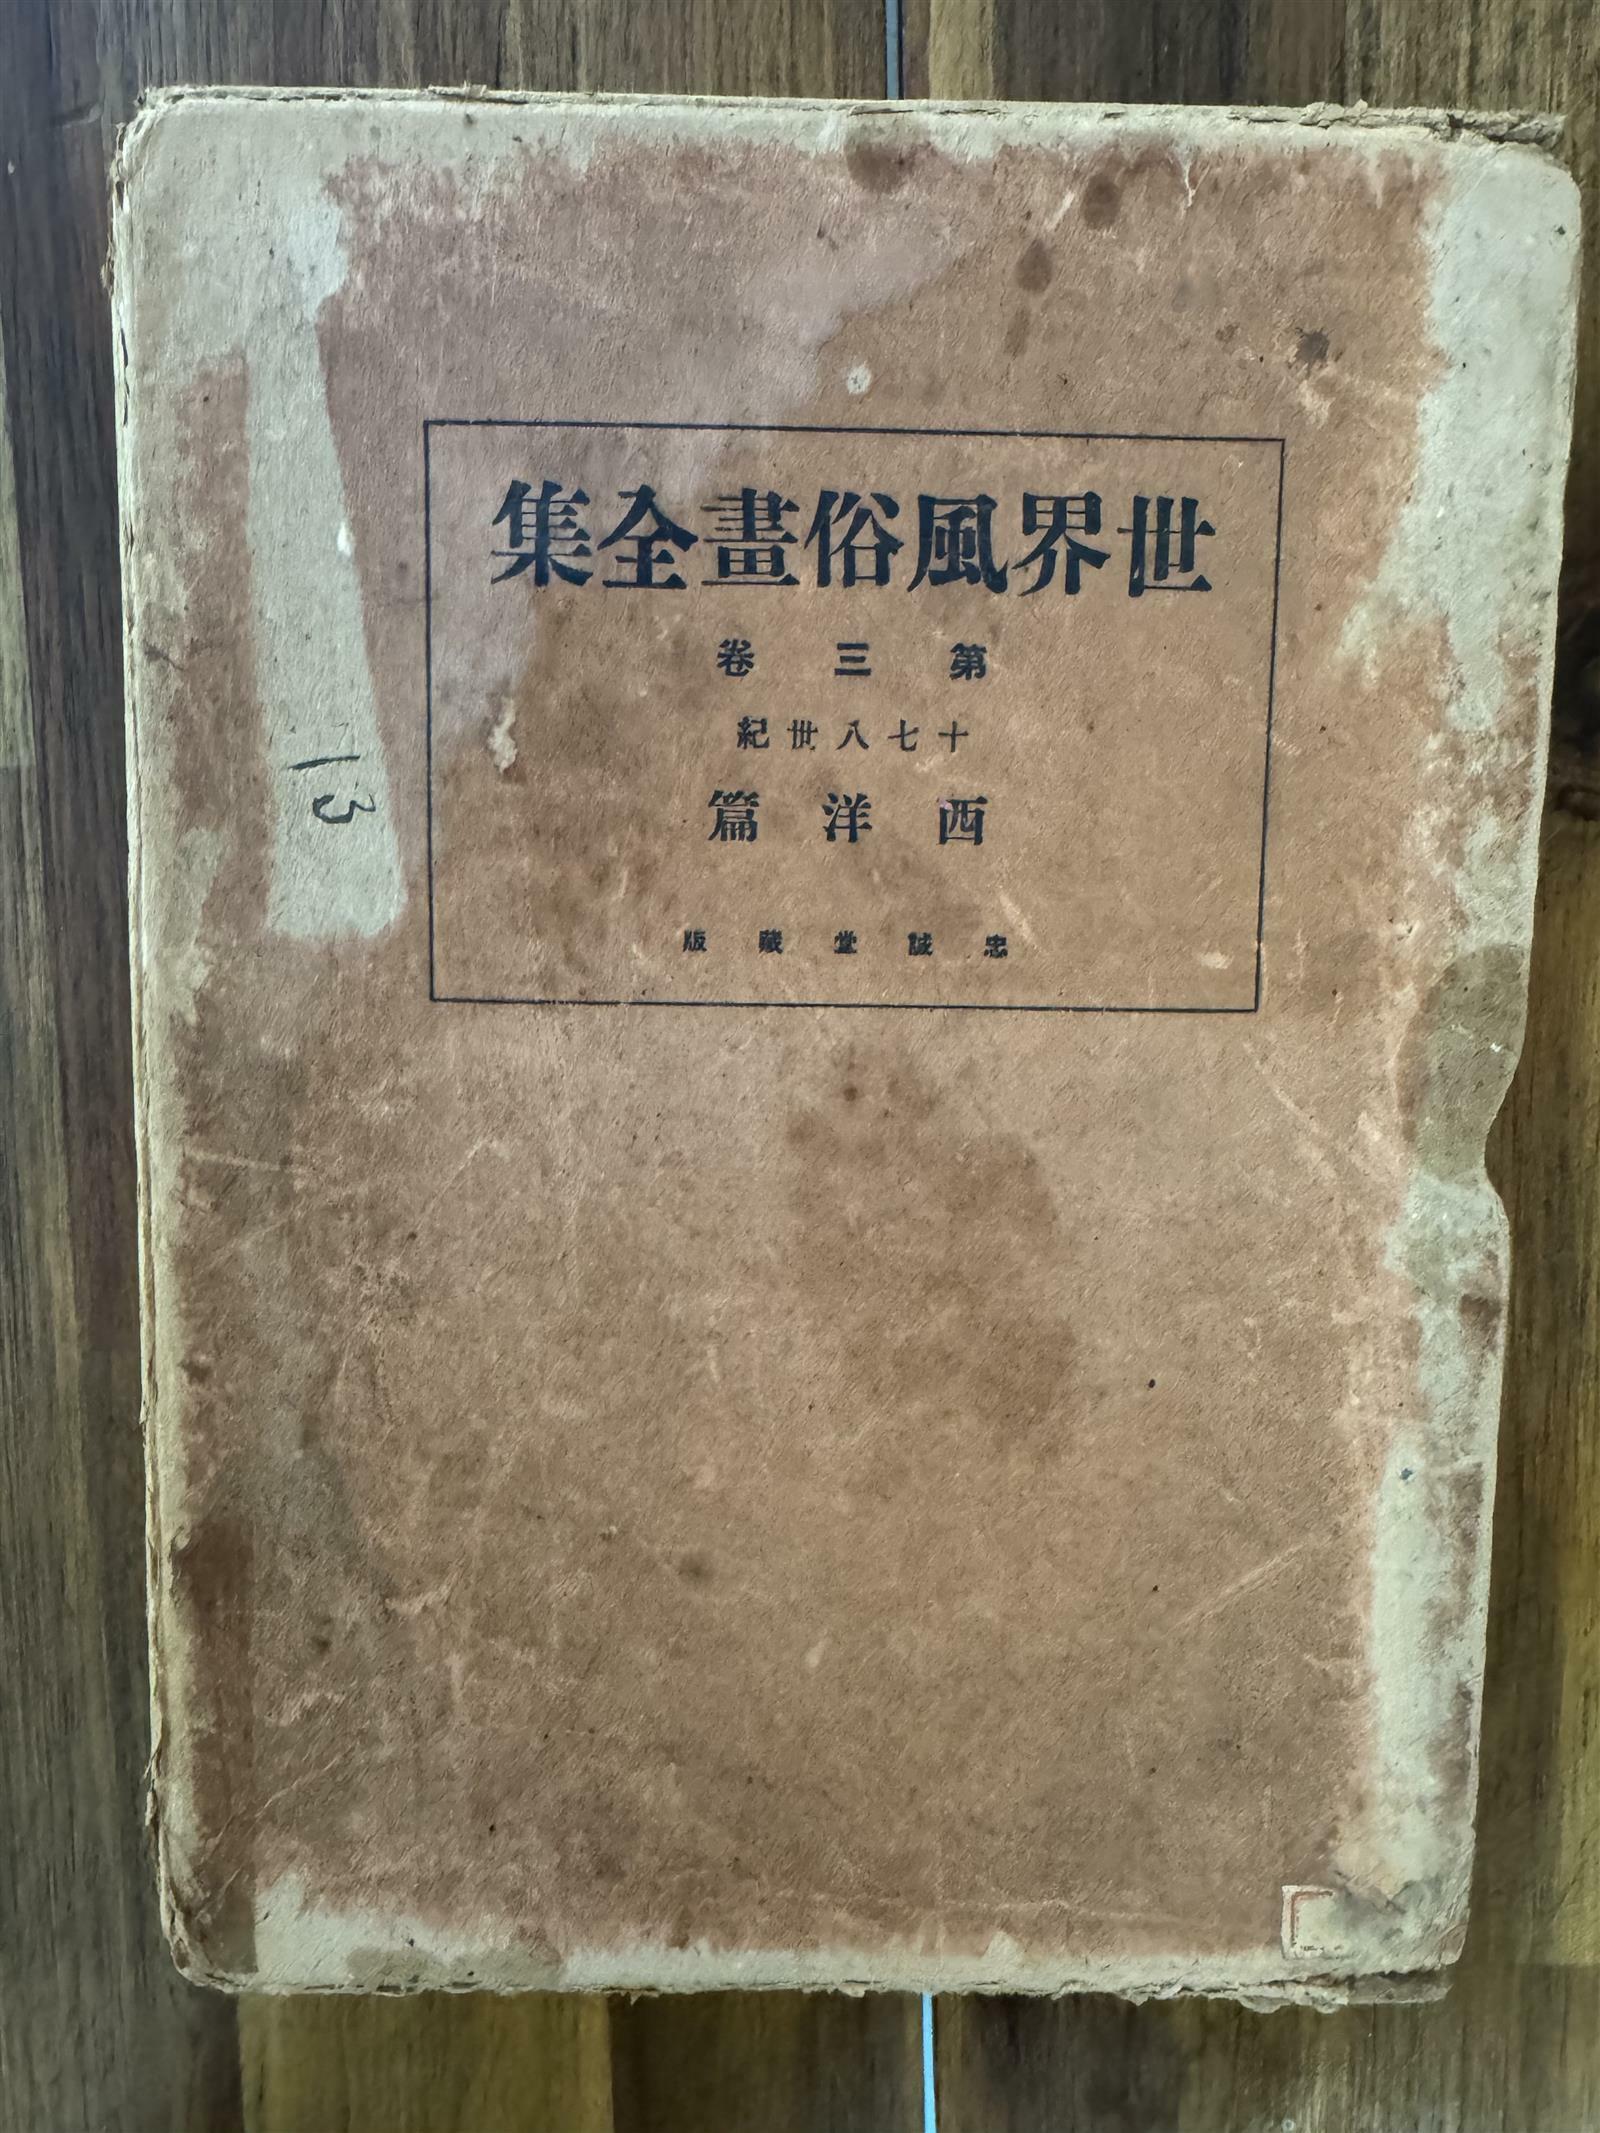 世界風俗畫全集
第三卷
十七八世紀
西洋篇
忠誠堂藏版
13